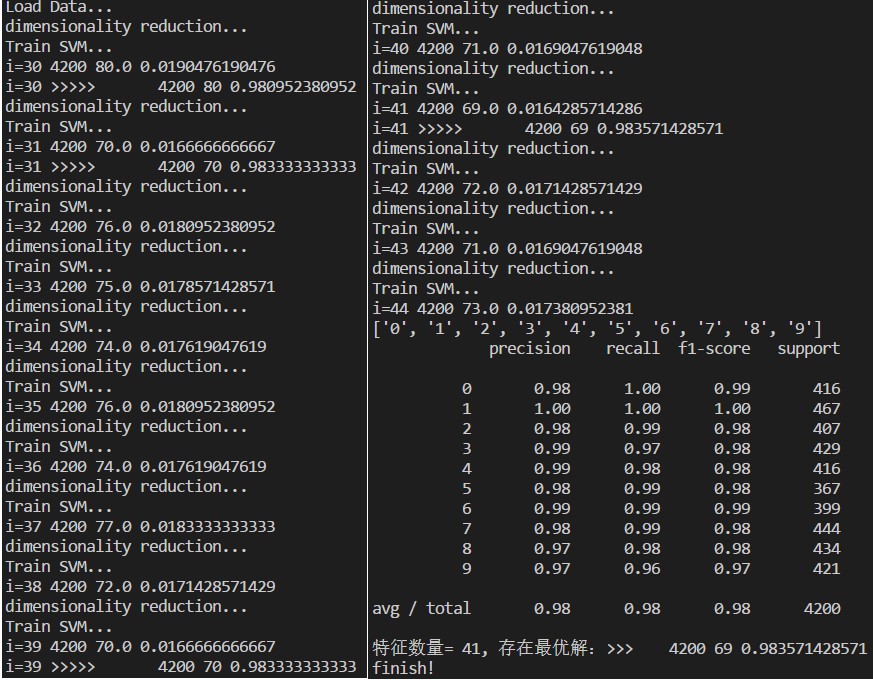 Load Data...
dimensionality reduction...
Train SVM...
i=30 4200 80.0 0.0190476190476
i=30 >>>>>       4200 80 0.980952380952
dimensionality reduction...
Train SVM...
i=31 4200 70.0 0.0166666666667
i=31 >>>>>       4200 70 0.983333333333
dimensionality reduction...
Train SVM...
i=32 4200 76.0 0.0180952380952
dimensionality reduction...
Train SVM...
i=33 4200 75.0 0.0178571428571
dimensionality reduction...
Train SVM...
i=34 4200 74.0 0.017619047619
dimensionality reduction...
Train SVM...
i=35 4200 76.0 0.0180952380952
dimensionality reduction...
Train SVM...
i=36 4200 74.0 0.017619047619
dimensionality reduction...
Train SVM...
i=37 4200 77.0 0.0183333333333
dimensionality reduction...
Train SVM...
i=38 4200 72.0 0.0171428571429
dimensionality reduction...
Train SVM...
i=39 4200 70.0 0.0166666666667
i=39 >>>>>       4200 70 0.983333333333
dimensionality reduction...
Train SVM...
i=40 4200 71.0 0.0169047619048
dimensionality reduction...
Train SVM...
i=41 4200 69.0 0.0164285714286
i=41 >>>>>       4200 69 0.983571428571
dimensionality reduction...
Train SVM...
i=42 4200 72.0 0.0171428571429
dimensionality reduction...
Train SVM...
i=43 4200 71.0 0.0169047619048
dimensionality reduction...
Train SVM...
i=44 4200 73.0 0.017380952381
['0', '1', '2', '3', '4', '5', '6', '7', '8', '9']
precision    recall  f1-score   support
0       0.98      1.00      0.99       416
1       1.00      1.00      1.00       467
2       0.98      0.99      0.98       407
3       0.99      0.97      0.98       429
4       0.99      0.98      0.98       416
5       0.98      0.99      0.98       367
6       0.99      0.99      0.99       399
7       0.98      0.99      0.98       444
8       0.97      0.98      0.98       434
9       0.97      0.96      0.97       421
avg / total       0.98      0.98      0.98      4200
特征数量= 41, 存在最优解：>>>    4200 69 0.983571428571
finish!